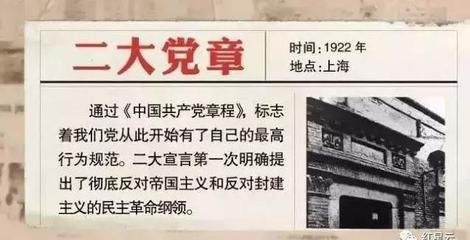 二大党章
时间：1922 年
地点：上海
通过《中国共产党章程》，标志
着我们党从此开始有了自己的最高
行为规范。二大宣言第一次明确提
出了彻底反对帝国主义和反对封建
主义的民主革命纲领。
红星云